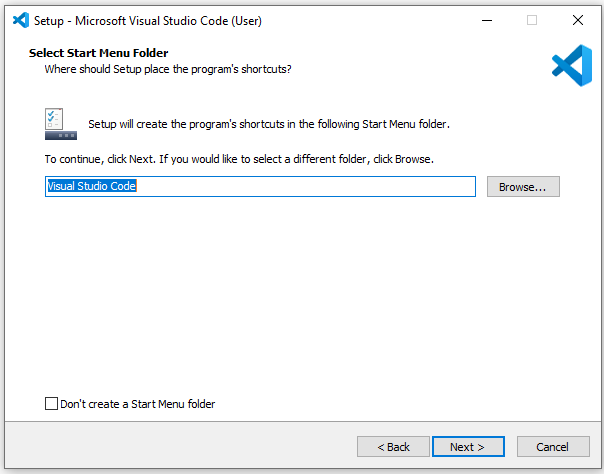 Setup - Microsoft Visual Studio Code (User)
Select Start Menu Folder
Where should Setup place the program's shortcuts?
Setup will create the program's shortcuts in the following Start Menu folder.
To continue, click Next. If you would like to select a different folder, click Browse.
Visual Studio Code
Browse...
Don't create a Start Menu folder
< Back
Next >
Cancel